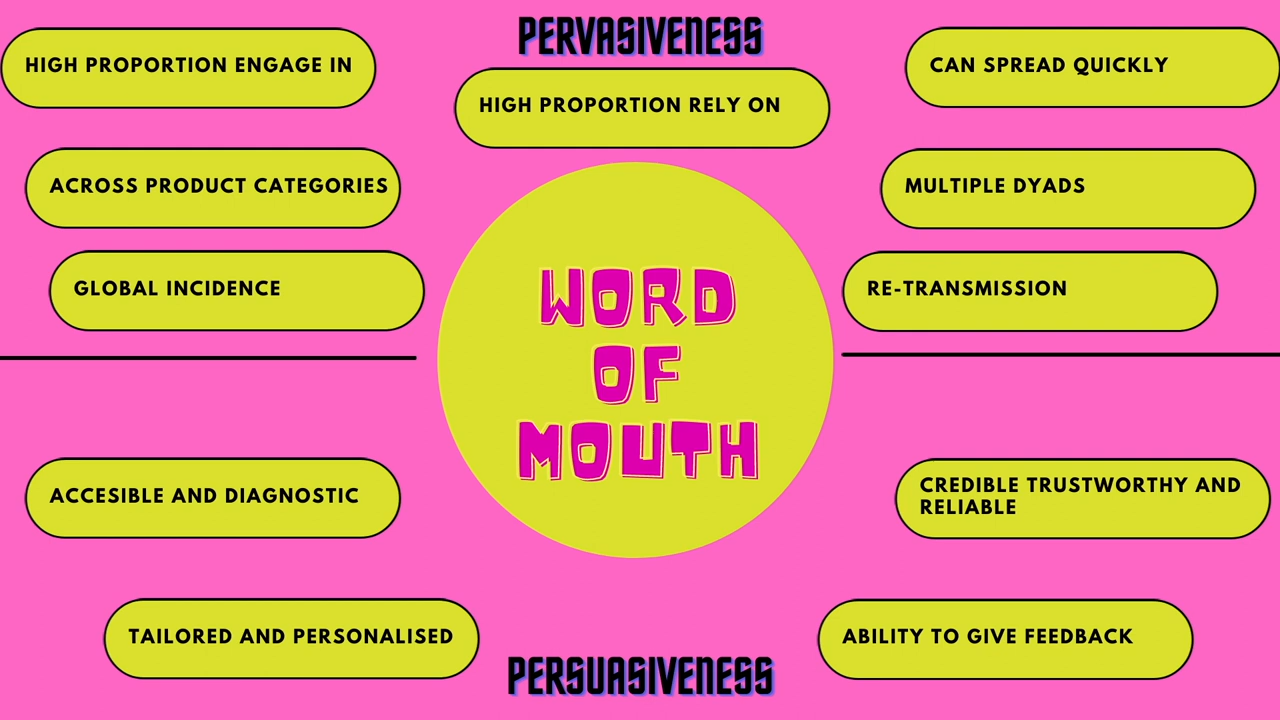 PERVASIVENESS
HIGH PROPORTION ENGAGE IN
HIGH PROPORTION RELY ON
CAN SPREAD QUICKLY
ACROSS PRODUCT CATEGORIES
MULTIPLE DYADS
GLOBAL INCIDENCE
RE-TRANSMISSION
WORD
OF
MOUTH
ACCESIBLE AND DIAGNOSTIC
CREDIBLE TRUSTWORTHY AND
RELIABLE
TAILORED AND PERSONALISED
ABILITY TO GIVE FEEDBACK
PERSUASIVENESS